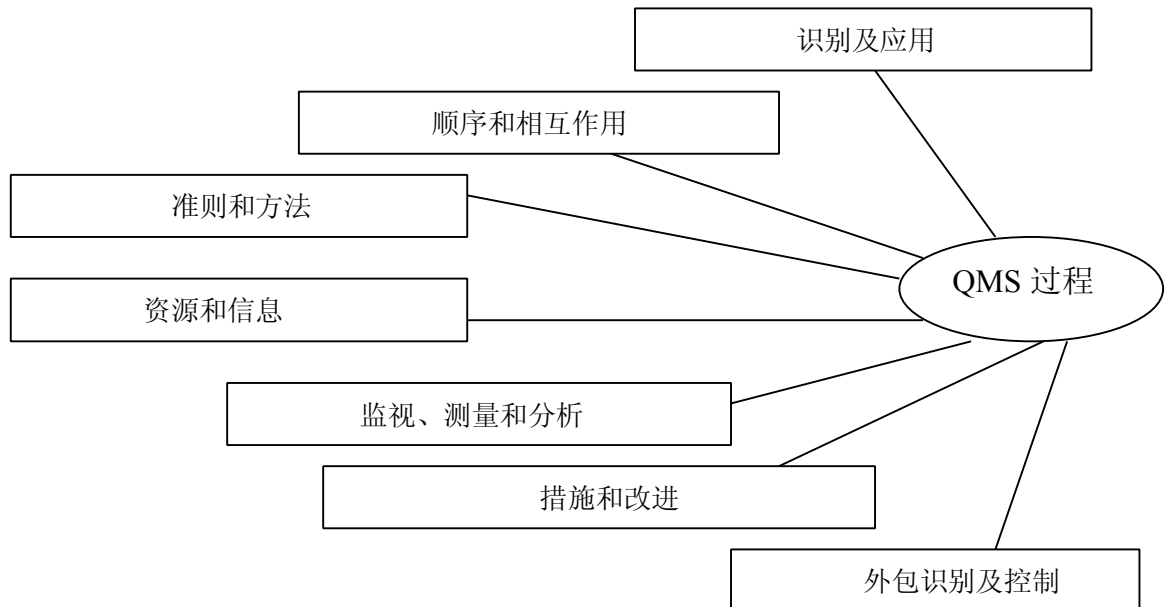 识别及应用
顺序和相互作用
准则和方法
QMS 过程
资源和信息
监视、测量和分析
措施和改进
外包识别及控制